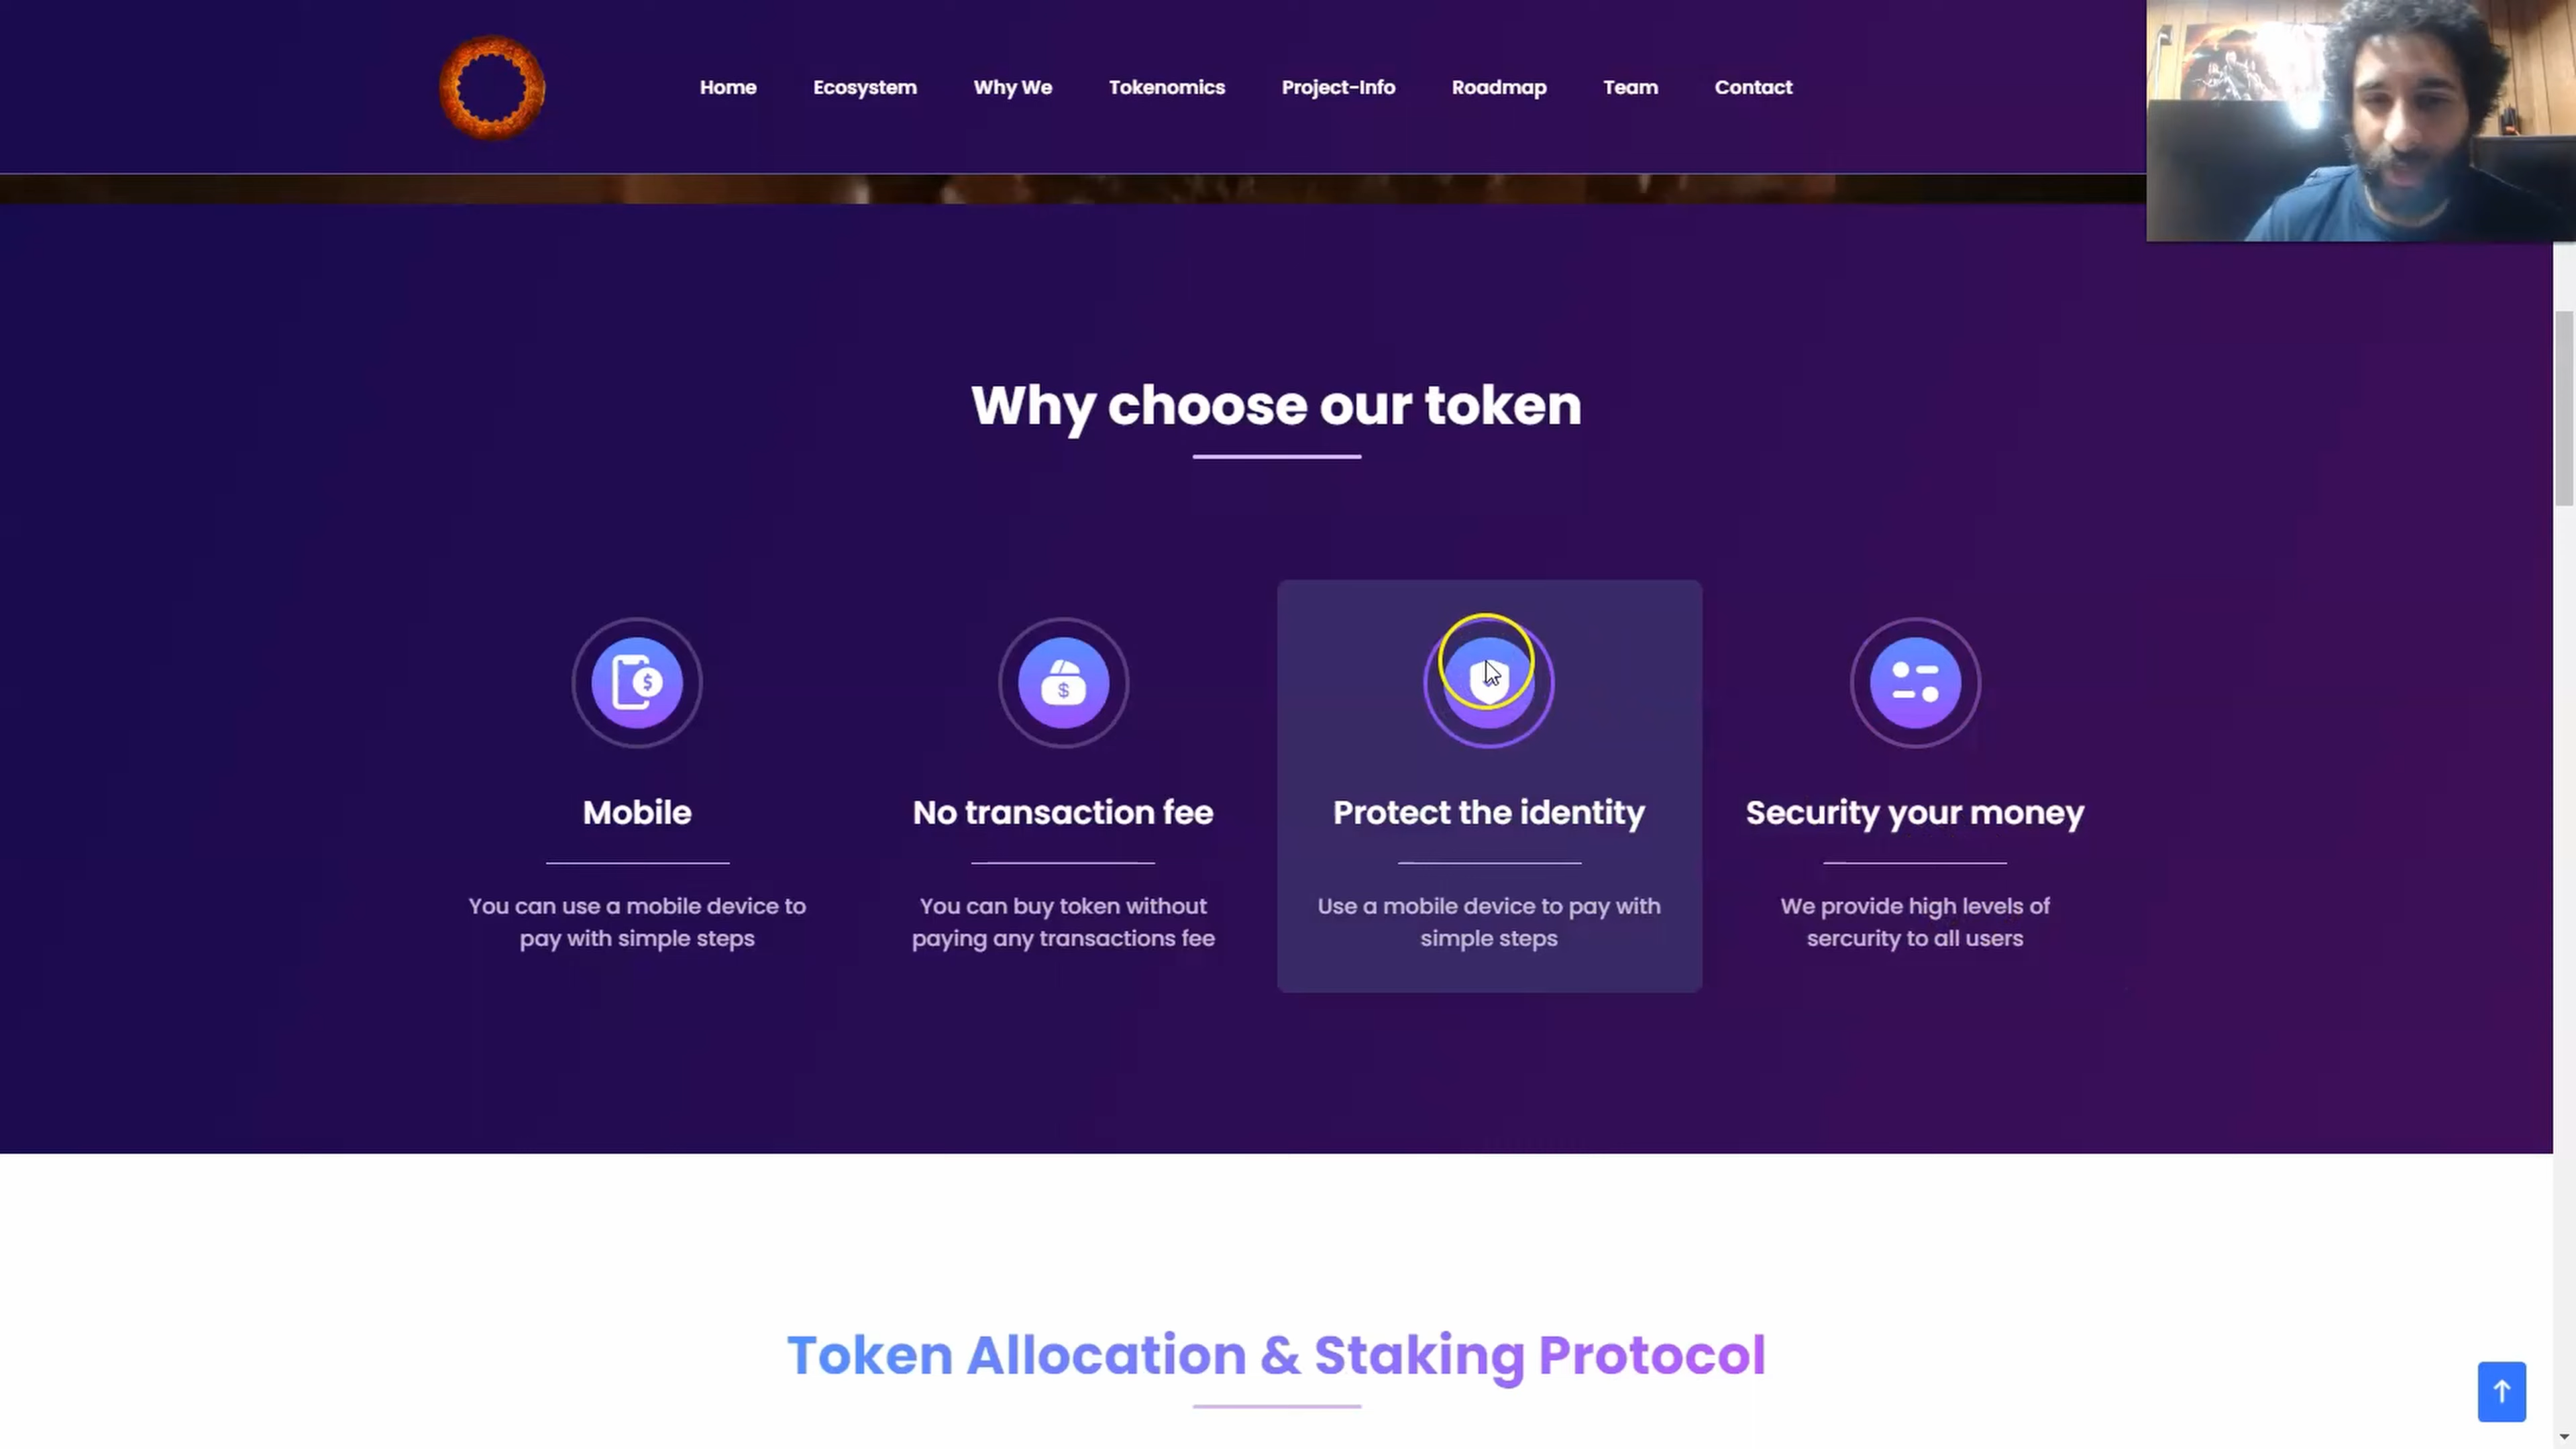 Home Ecosystem Why We Tokenomics Project-Info Roadmap Team Contact
Why choose our token
Mobile
You can use a mobile device to
pay with simple steps
No transaction fee
You can buy token without
paying any transactions fee
Protect the identity
Use a mobile device to pay with
simple steps
Security your money
We provide high levels of
sercurity to all users
Token Allocation & Staking Protocol